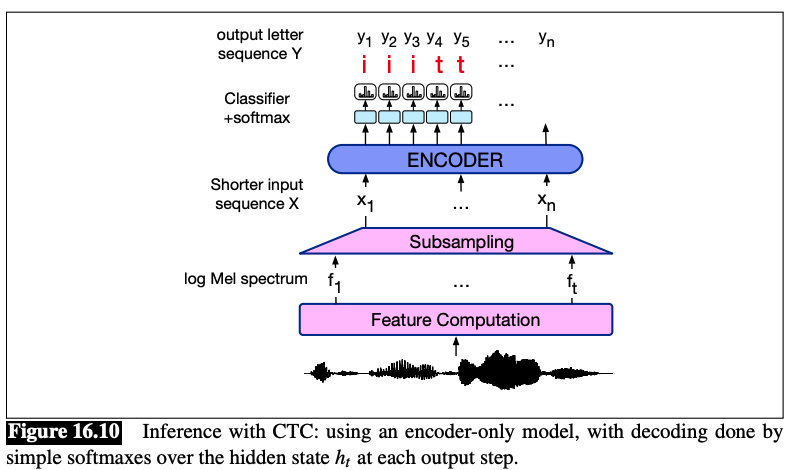 output letter
sequence Y
y1 y2 y3 y4 y5 ... yn
i i i t t ...
Classifier
+softmax
...
ENCODER
Shorter input
sequence X
x1 ... xn
Subsampling
log Mel spectrum
f1 ... ft
Feature Computation
Figure 16.10 Inference with CTC: using an encoder-only model, with decoding done by
simple softmaxes over the hidden state ht at each output step.